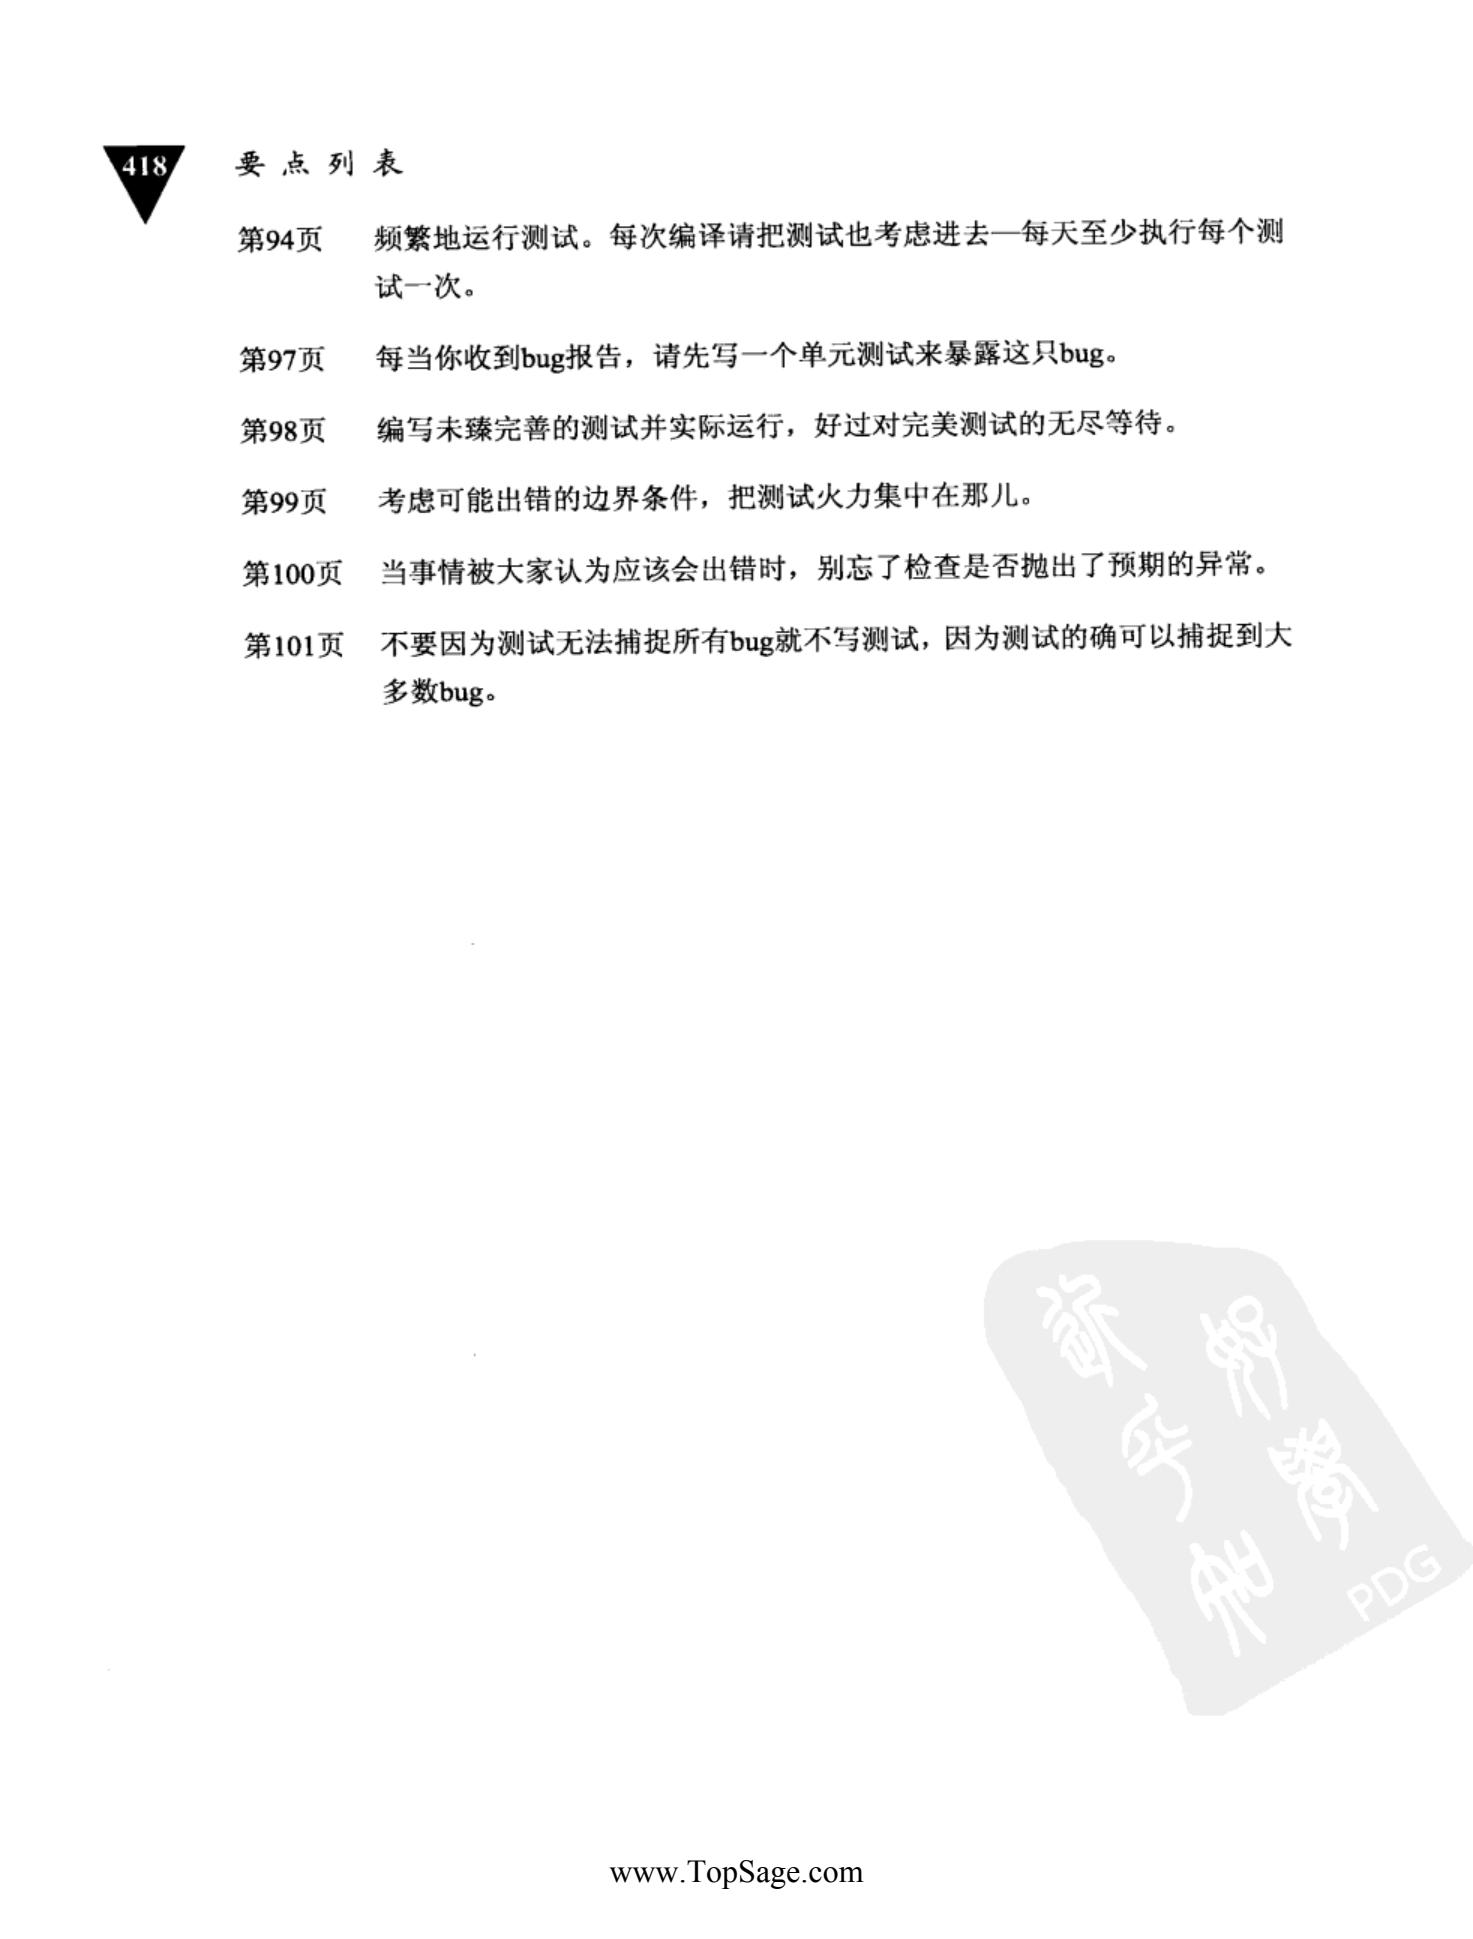 418
要点列表
第94页 频繁地运行测试。每次编译请把测试也考虑进去—每天至少执行每个测
试一次。
第97页 每当你收到bug报告，请先写一个单元测试来暴露这只bug。
第98页 编写未臻完善的测试并实际运行，好过对完美测试的无尽等待。
第99页 考虑可能出错的边界条件，把测试火力集中在那儿。
第100页 当事情被大家认为应该会出错时，别忘了检查是否抛出了预期的异常。
第101页 不要因为测试无法捕捉所有bug就不写测试，因为测试的确可以捕捉到大
多数bug。
PDG
www.TopSage.com